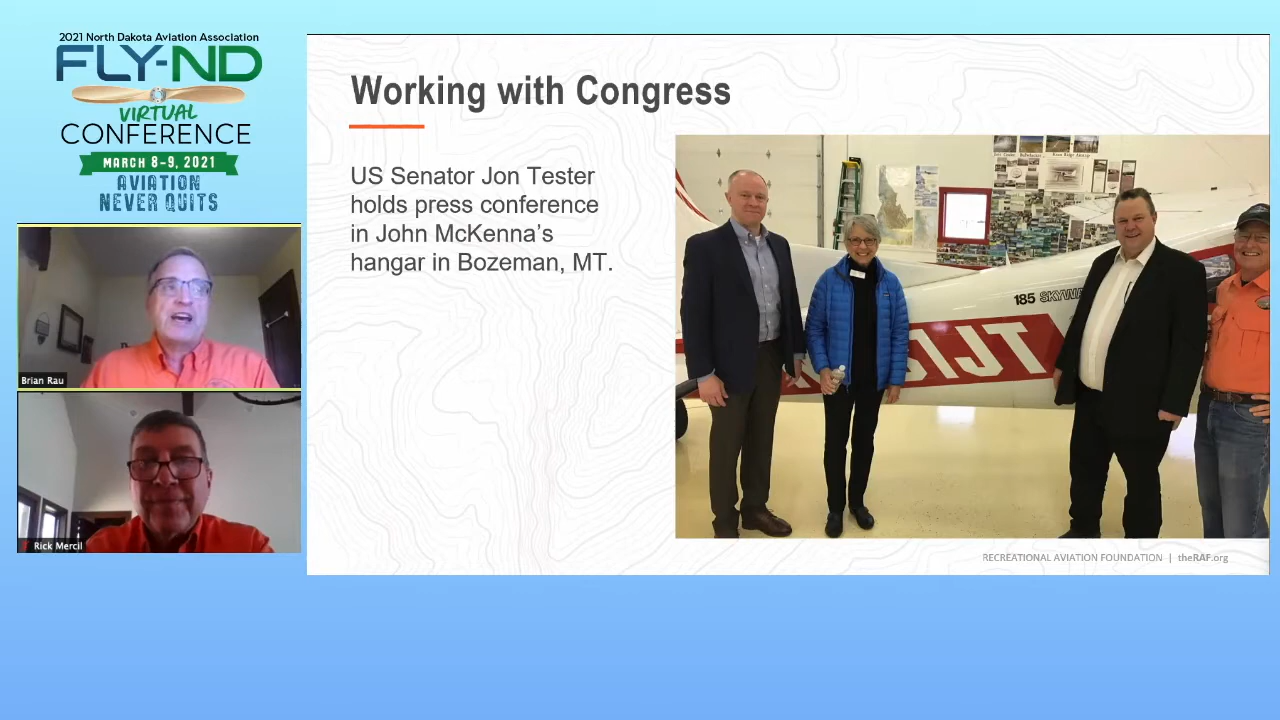 2021 North Dakota Aviation Association
FLY-ND
VIRTUAL
CONFERENCE
MARCH 8-9, 2021
AVIATION
NEVER QUITS
Brian Rau
Rick Mercil
Working with Congress
US Senator Jon Tester
holds press conference
in John McKenna's
hangar in Bozeman, MT.
185 SKYWA
1JT
RECREATIONAL AVIATION FOUNDATION | theRAF.org